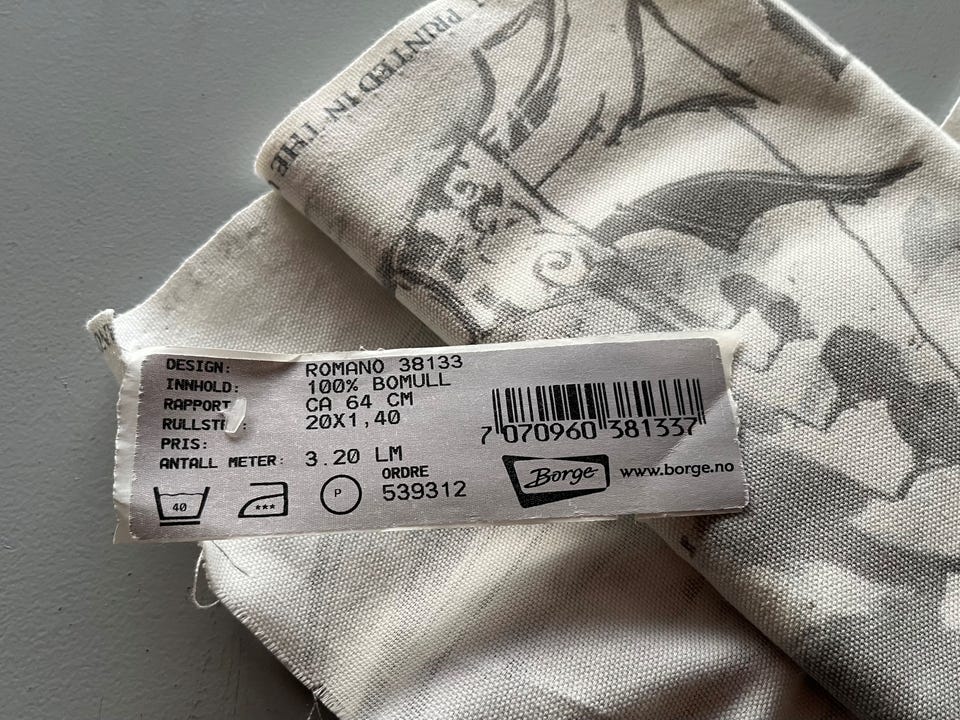 PRINTED IN THE
DESIGN: ROMANO 38133
INNHOLD: 100% BOMULL
RAPPORT CA 64 CM
20X1,40
PRIS:
ANTALL METER: 3.20 LM
ORDRE
539312
40
P
7 070960 381337
Borge
www.borge.no